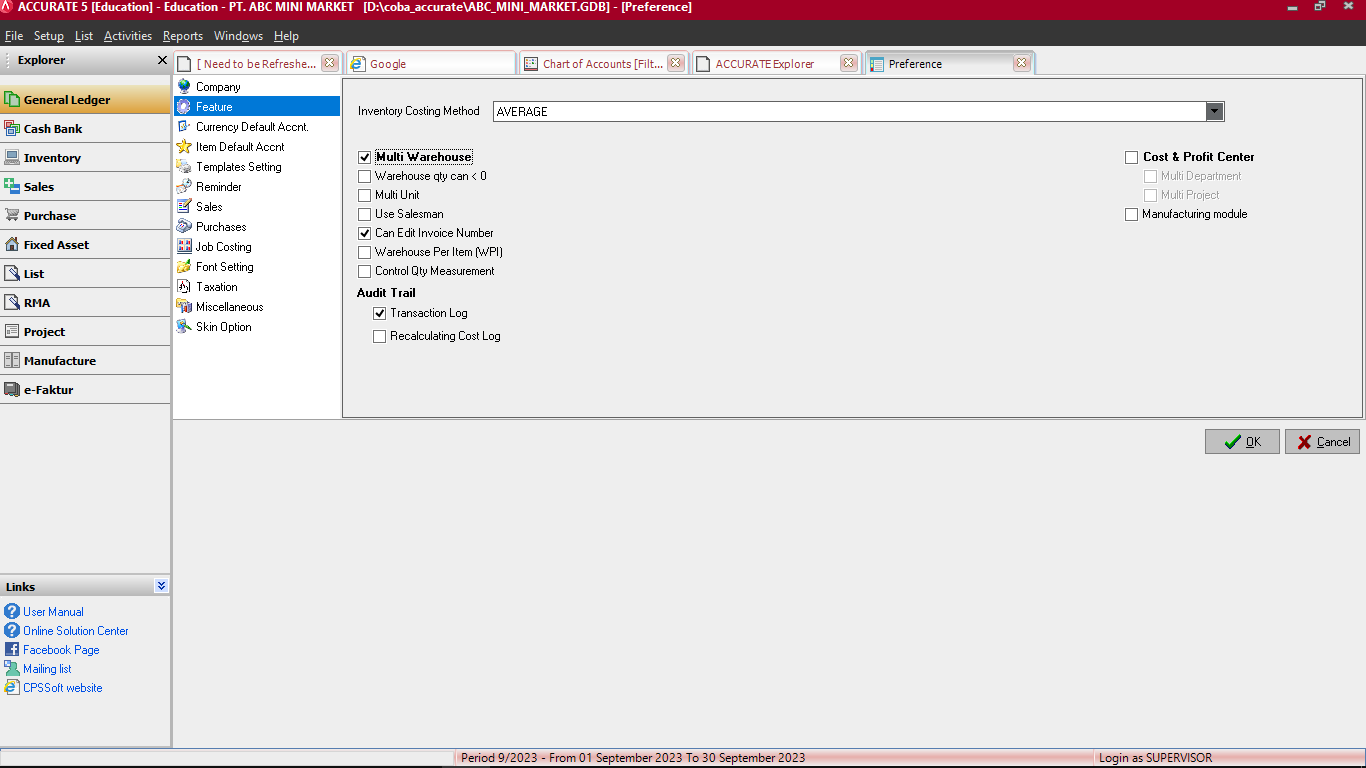 ACCURATE 5 [Education] - Education - PT. ABC MINI MARKET [D:\coba_accurate\ABC_MINI_MARKET.GDB] - [Preference]
File Setup List Activities Reports Windows Help
Explorer
[ Need to be Refreshe...
Google
Chart of Accounts [Filt...
ACCURATE Explorer
Preference
General Ledger
Cash Bank
Inventory
Sales
Purchase
Fixed Asset
List
RMA
Project
Manufacture
e-Faktur
Company
Feature
Currency Default Accnt.
Item Default Accnt
Templates Setting
Reminder
Sales
Purchases
Job Costing
Font Setting
Taxation
Miscellaneous
Skin Option
Inventory Costing Method AVERAGE
Multi Warehouse
Warehouse qty can < 0
Multi Unit
Use Salesman
Can Edit Invoice Number
Warehouse Per Item (WPI)
Control Qty Measurement
Audit Trail
Transaction Log
Recalculating Cost Log
Cost & Profit Center
Multi Department
Multi Project
Manufacturing module
OK Cancel
Links
User Manual
Online Solution Center
Facebook Page
Mailing list
CPSSoft website
Period 9/2023 - From 01 September 2023 To 30 September 2023
Login as SUPERVISOR